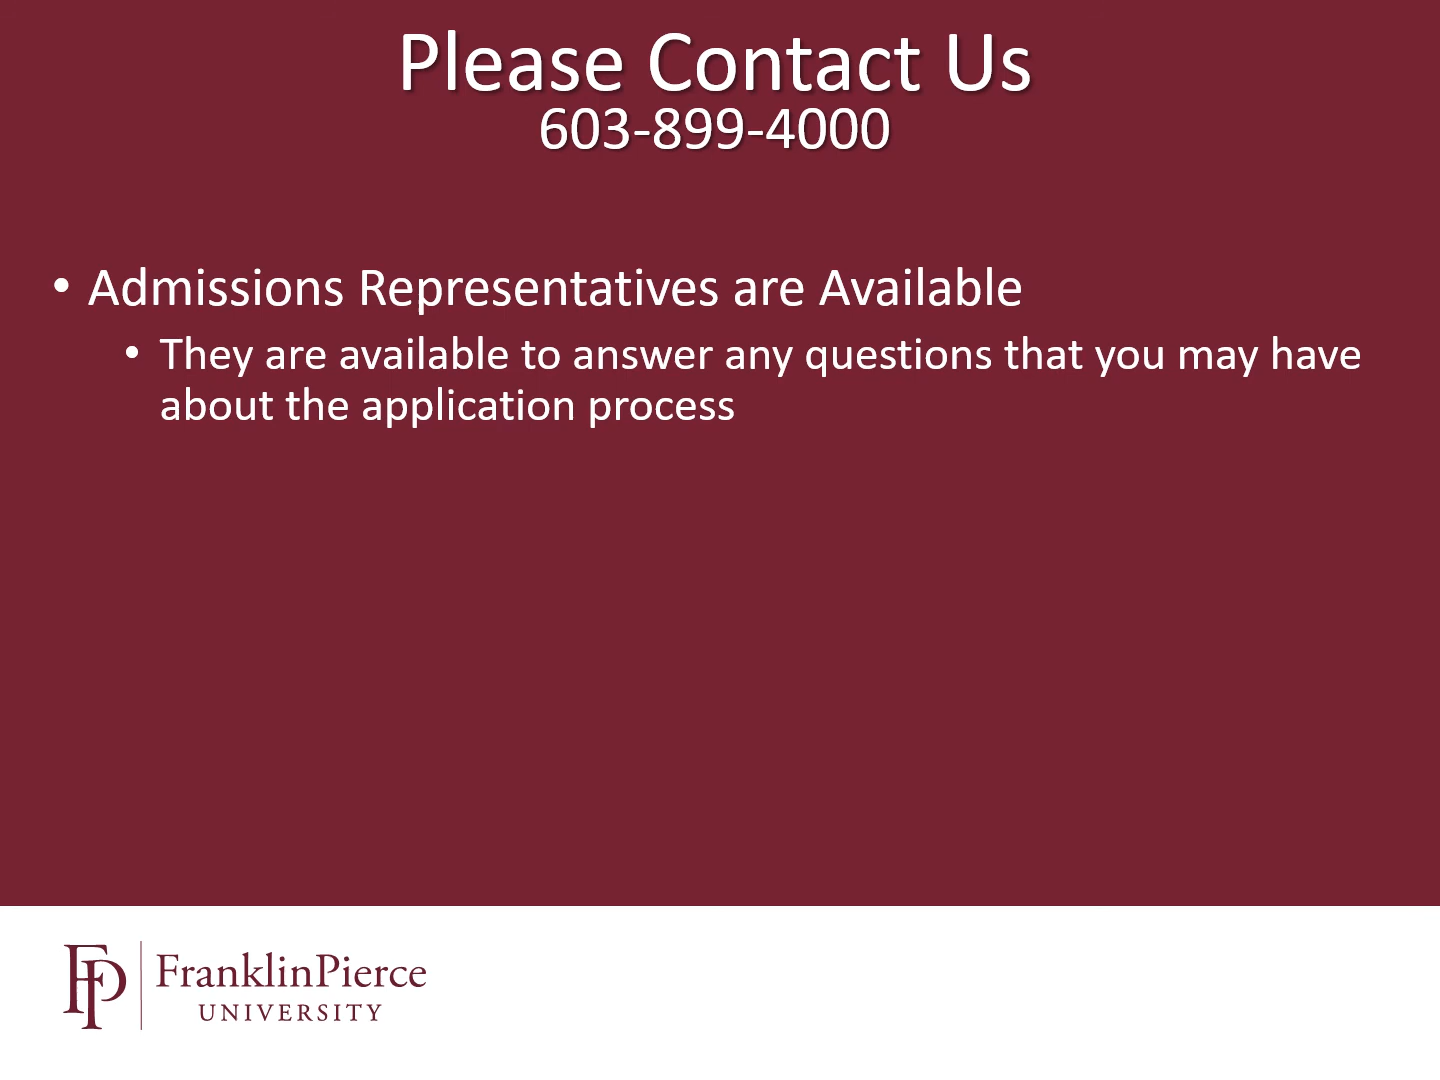 Please Contact Us
603-899-4000
• Admissions Representatives are Available
• They are available to answer any questions that you may have
about the application process
FP
FranklinPierce
UNIVERSITY